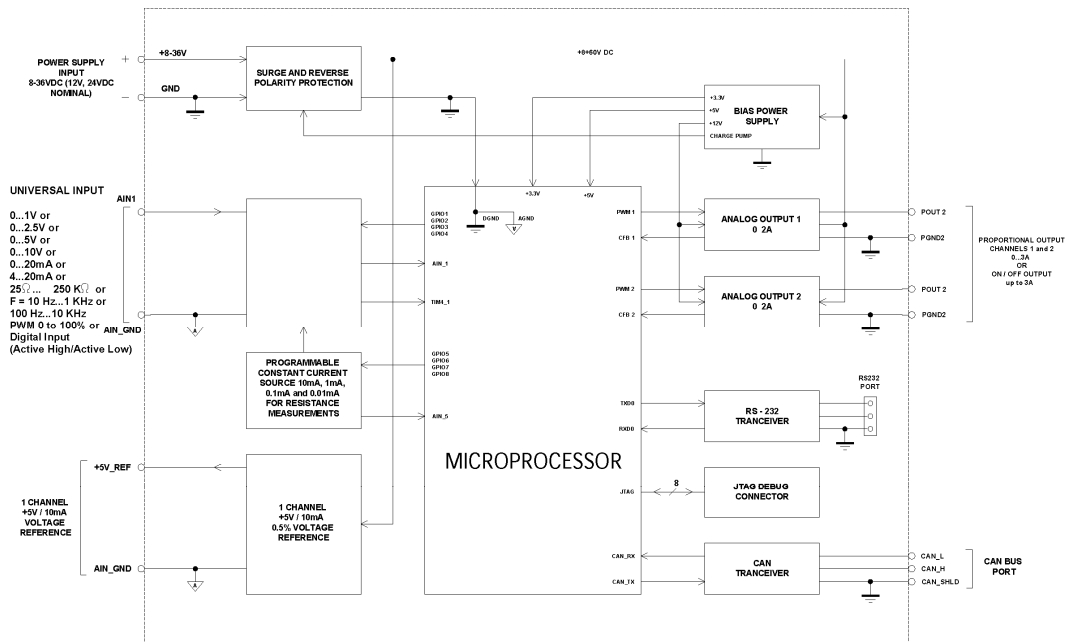 POWER SUPPLY
INPUT
8-36VDC (12V, 24VDC
NOMINAL)
+
+8-36V
–
GND
SURGE AND REVERSE
POLARITY PROTECTION
+8+60V DC
+3.3V
+5V
+12V
CHARGE PUMP
BIAS POWER
SUPPLY
UNIVERSAL INPUT
0...1V or
0...2.5V or
0...5V or
0...10V or
0...20mA or
4...20mA or
25Ω ... 250 KΩ or
F = 10 Hz...1 KHz or
100 Hz...10 KHz
PWM 0 to 100% or
Digital Input
(Active High/Active Low)
AIN1
AIN_GND
A
GPIO1
GPIO2
GPIO3
GPIO4
AIN_1
TIM4_1
DGND
AGND
+3.3V
+5V
PWM 1
CFB 1
ANALOG OUTPUT 1
0 2A
POUT 2
PGND2
PWM 2
CFB 2
ANALOG OUTPUT 2
0 2A
POUT 2
PGND2
PROPORTIONAL OUTPUT
CHANNELS 1 and 2
0...3A
OR
ON / OFF OUTPUT
up to 3A
PROGRAMMABLE
CONSTANT CURRENT
SOURCE 10mA, 1mA,
0.1mA and 0.01mA
FOR RESISTANCE
MEASUREMENTS
GPIO5
GPIO6
GPIO7
GPIO8
AIN_5
TXD0
RXD0
RS - 232
TRANCEIVER
RS232
PORT
MICROPROCESSOR
JTAG
8
JTAG DEBUG
CONNECTOR
1 CHANNEL
+5V / 10mA
VOLTAGE
REFERENCE
+5V_REF
AIN_GND
A
1 CHANNEL
+5V / 10mA
0.5% VOLTAGE
REFERENCE
CAN_RX
CAN_TX
CAN
TRANCEIVER
CAN_L
CAN_H
CAN_SHLD
CAN BUS
PORT